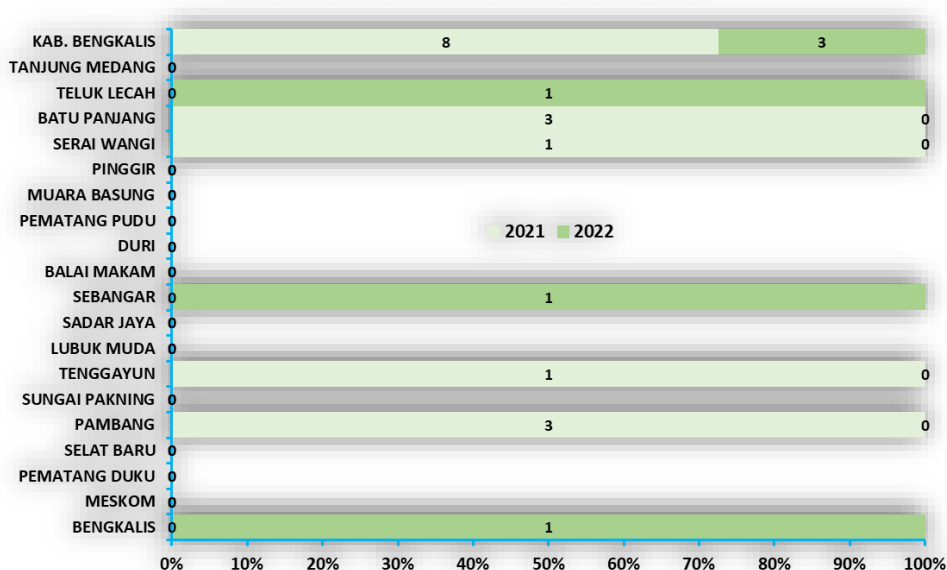 KAB. BENGKALIS 8 3
TANJUNG MEDANG 0
TELUK LECAH 0 1
BATU PANJANG 3 0
SERAI WANGI 1 0
PINGGIR 0
MUARA BASUNG 0
PEMATANG PUDU 0
2021 2022
DURI 0
BALAI MAKAM 0
SEBANGAR 0 1
SADAR JAYA 0
LUBUK MUDA 0
TENGGAYUN 1 0
SUNGAI PAKNING 0
PAMBANG 3 0
SELAT BARU 0
PEMATANG DUKU 0
MESKOM 0
BENGKALIS 0 1
0% 10% 20% 30% 40% 50% 60% 70% 80% 90% 100%